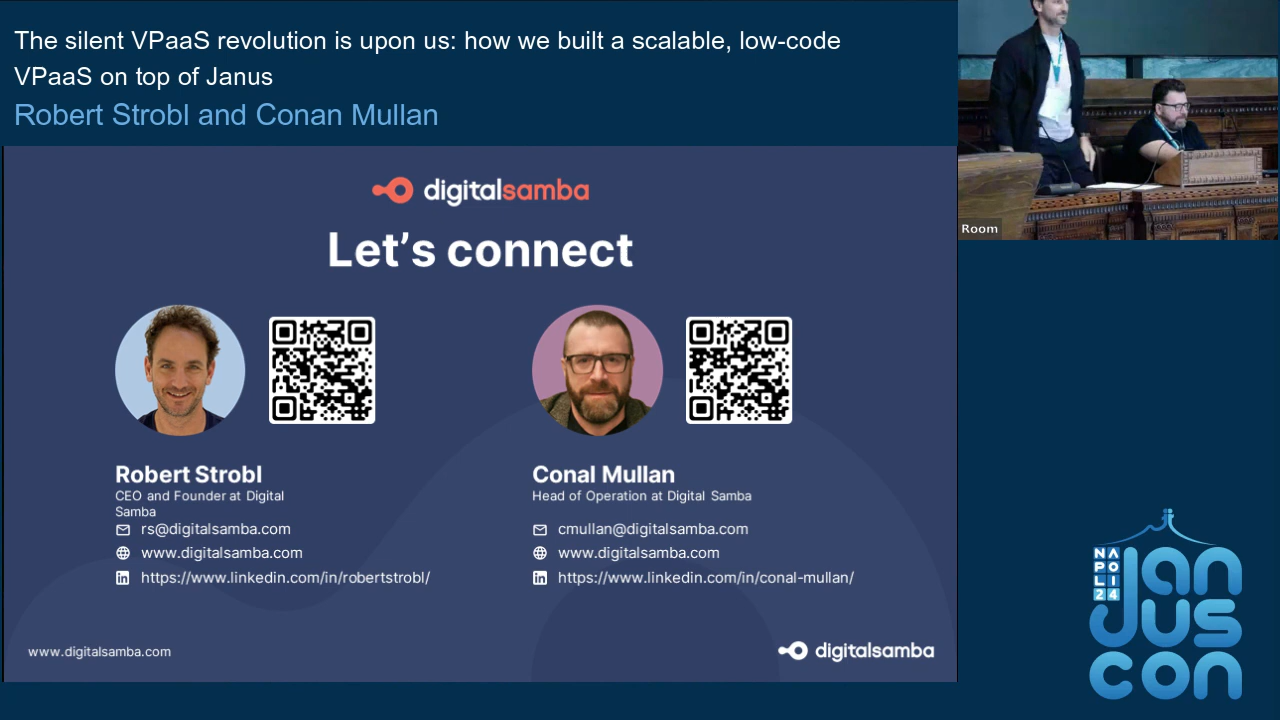 The silent VPaaS revolution is upon us: how we built a scalable, low-code
VPaaS on top of Janus
Robert Strobl and Conan Mullan
Room
digitalsamba
Let's connect
Robert Strobl
CEO and Founder at Digital
Samba
rs@digitalsamba.com
www.digitalsamba.com
https://www.linkedin.com/in/robertstrobl/
Conal Mullan
Head of Operation at Digital Samba
cmullan@digitalsamba.com
www.digitalsamba.com
https://www.linkedin.com/in/conal-mullan/
www.digitalsamba.com
digitalsamba
NAPOLI
24
Janus
con